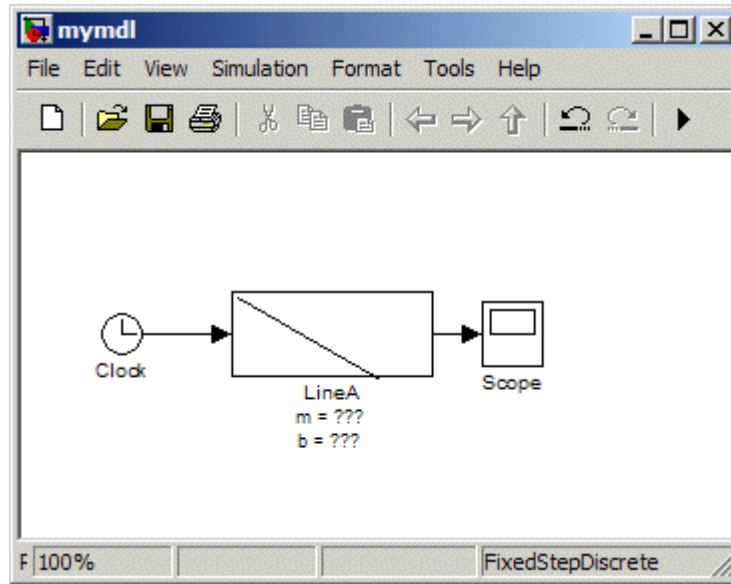 mymdl
File Edit View Simulation Format Tools Help
Clock
LineA
m = ???
b = ???
Scope
F 100% FixedStepDiscrete